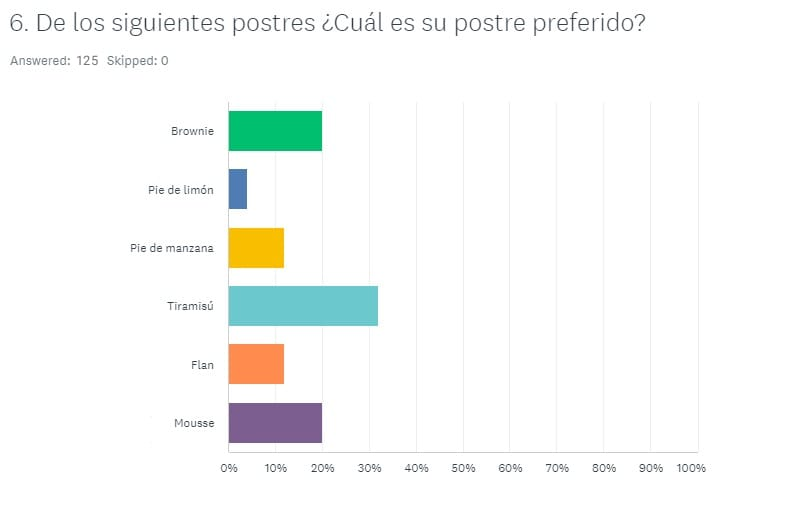 6. De los siguientes postres ¿Cuál es su postre preferido?
Answered: 125 Skipped: 0
Brownie
Pie de limón
Pie de manzana
Tiramisú
Flan
Mousse
0% 10% 20% 30% 40% 50% 60% 70% 80% 90% 100%